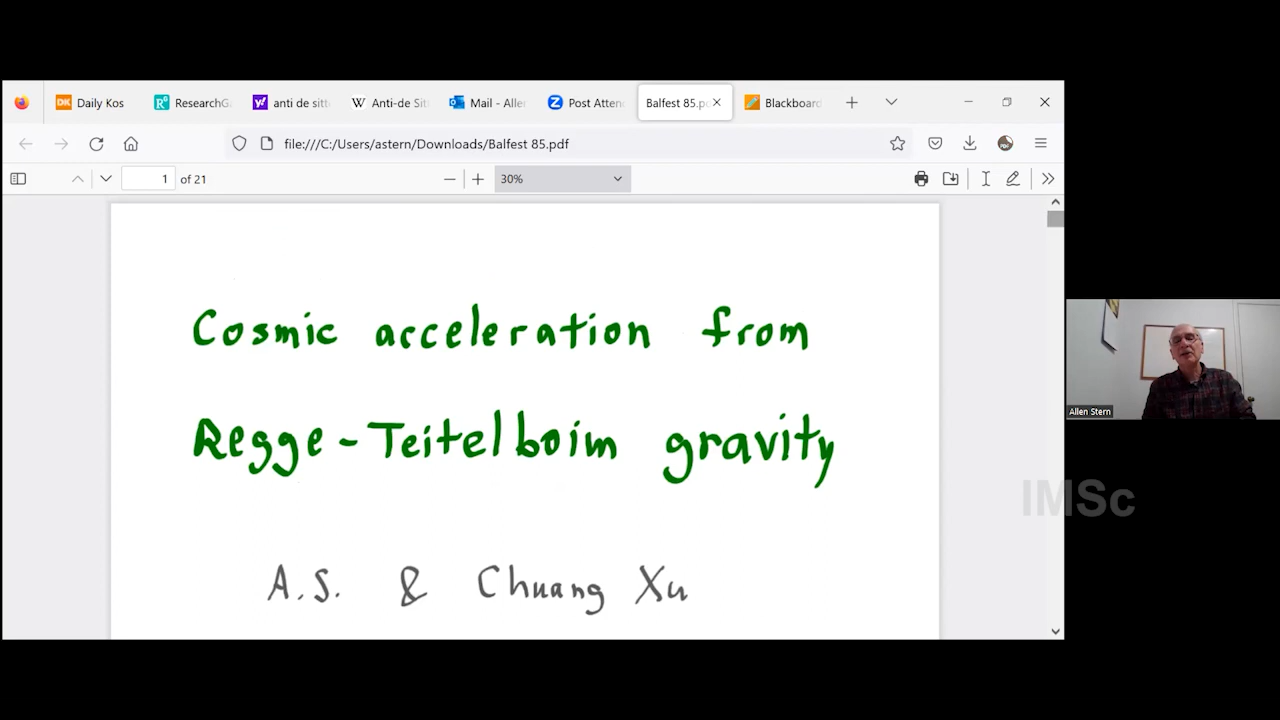 Daily Kos
ResearchG
anti de sitt
Anti-de Sit
Mail - Alle
Post Atten
Balfest 85.p
Blackboard
file:///C:/Users/astern/Downloads/Balfest 85.pdf
1 of 21
30%
Cosmic acceleration from
Regge-Teitelboim gravity
A.S. & Chuang Xu
Allen Stern
IMSc